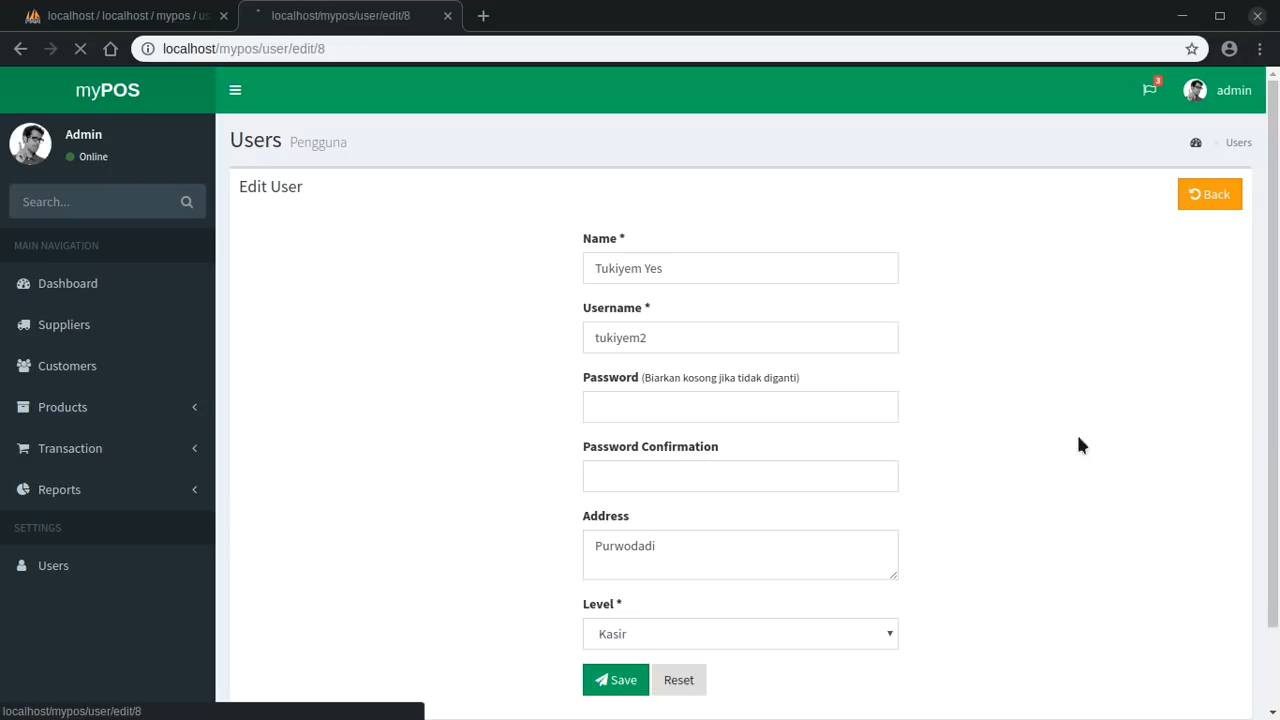 localhost / localhost / mypos / us
localhost/mypos/user/edit/8
localhost/mypos/user/edit/8
myPOS
3
admin
Admin
Online
Search...
MAIN NAVIGATION
Dashboard
Suppliers
Customers
Products
Transaction
Reports
SETTINGS
Users
Users Pengguna
Users
Edit User
Back
Name *
Tukiyem Yes
Username *
tukiyem2
Password (Biarkan kosong jika tidak diganti)
Password Confirmation
Address
Purwodadi
Level *
Kasir
Save
Reset
localhost/mypos/user/edit/8